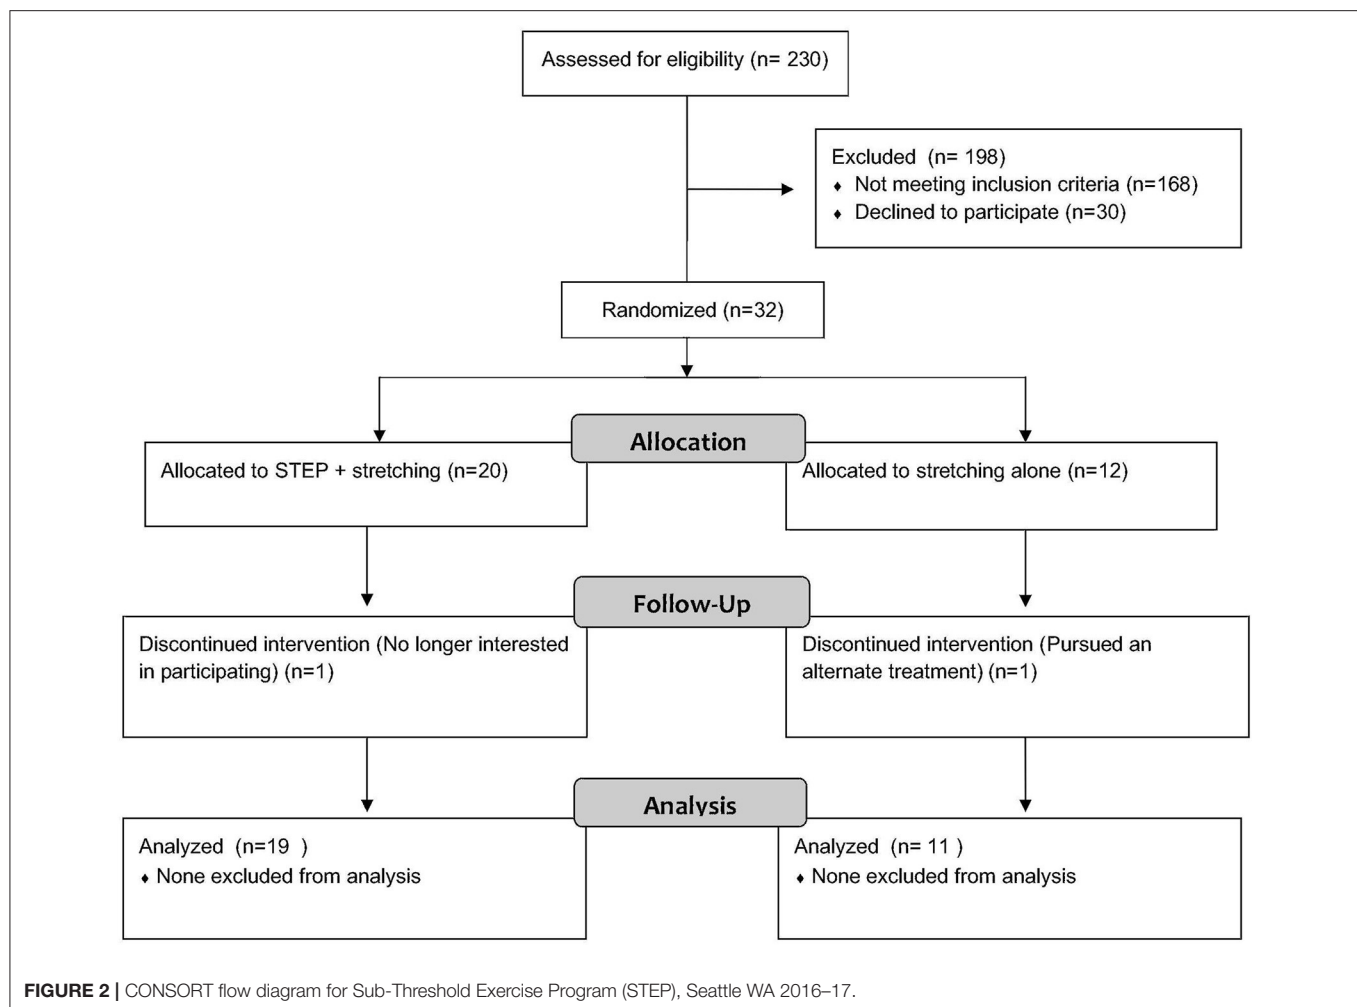 Assessed for eligibility (n= 230)
Excluded (n= 198)
♦ Not meeting inclusion criteria (n=168)
♦ Declined to participate (n=30)
Randomized (n=32)
Allocation
Allocated to STEP + stretching (n=20)
Allocated to stretching alone (n=12)
Follow-Up
Discontinued intervention (No longer interested
in participating) (n=1)
Discontinued intervention (Pursued an
alternate treatment) (n=1)
Analysis
Analyzed (n=19 )
♦ None excluded from analysis
Analyzed (n= 11 )
♦ None excluded from analysis
FIGURE 2 | CONSORT flow diagram for Sub-Threshold Exercise Program (STEP), Seattle WA 2016–17.